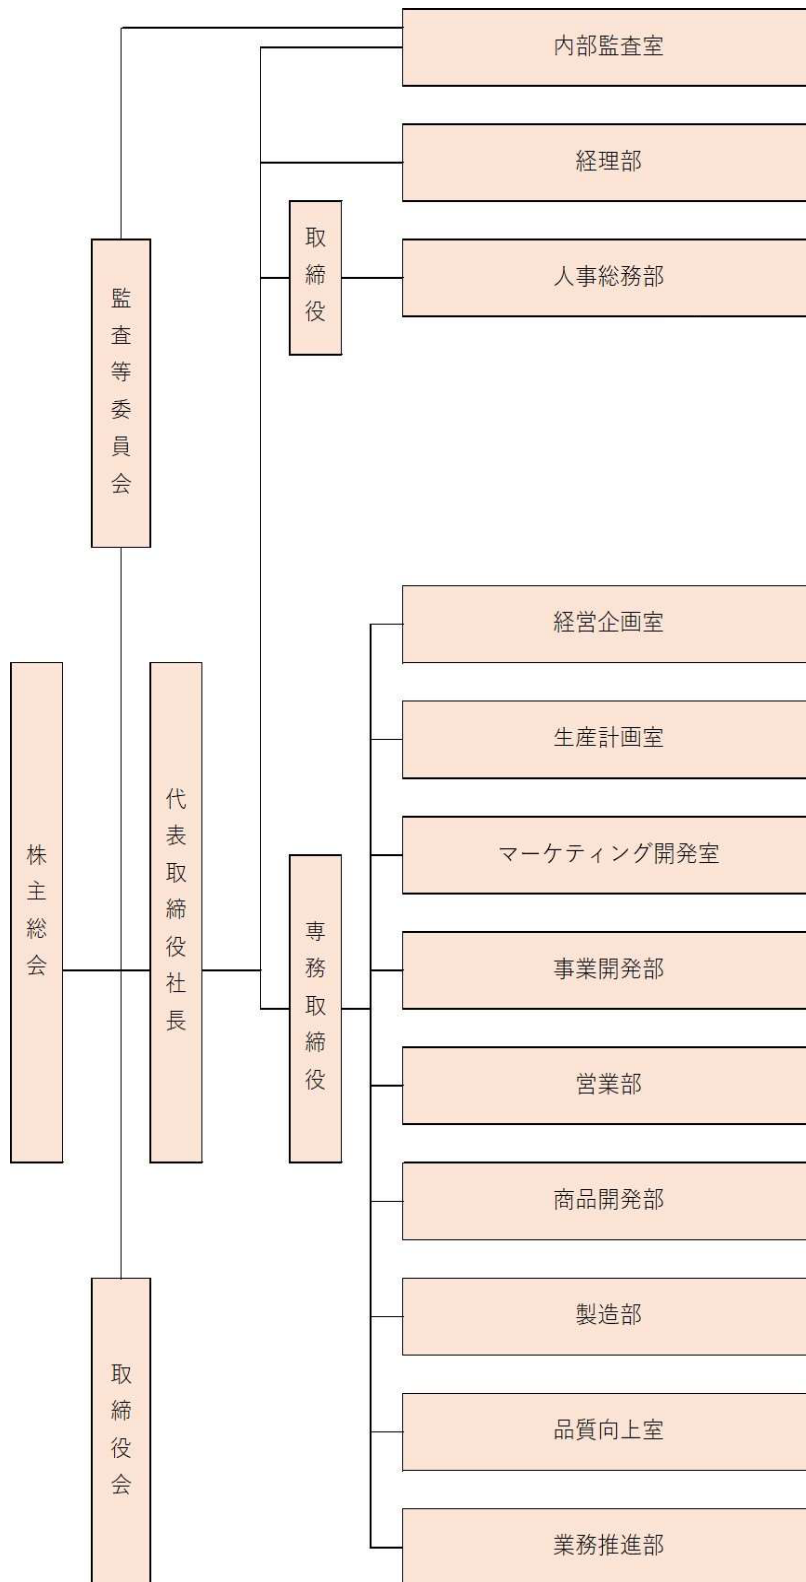 内部監査室
経理部
取締役
人事総務部
監査等委員会
経営企画室
生産計画室
株主総会
代表取締役社長
マーケティング開発室
専務取締役
事業開発部
営業部
商品開発部
取締役会
製造部
品質向上室
業務推進部